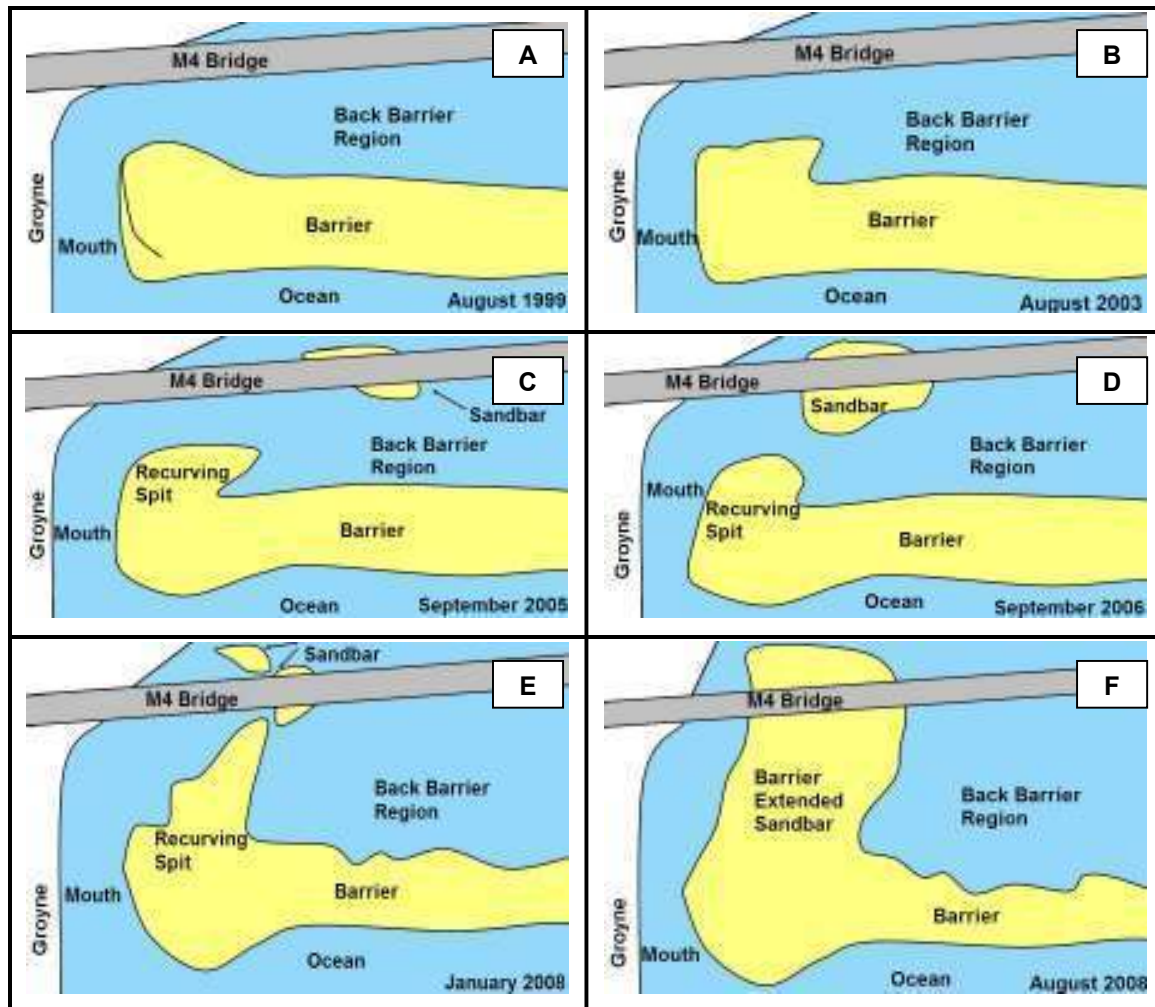 A
M4 Bridge
Back Barrier
Region
Groyne
Mouth
Barrier
Ocean
August 1999
B
M4 Bridge
Back Barrier
Region
Groyne
Mouth
Barrier
Ocean
August 2003
C
M4 Bridge
Sandbar
Back Barrier
Region
Recurving
Spit
Groyne
Mouth
Barrier
Ocean
September 2005
D
M4 Bridge
Sandbar
Back Barrier
Region
Mouth
Recurving
Spit
Groyne
Barrier
Ocean
September 2006
E
Sandbar
M4 Bridge
Back Barrier
Region
Recurving
Spit
Mouth
Barrier
Groyne
Ocean
January 2008
F
M4 Bridge
Barrier
Extended
Sandbar
Back Barrier
Region
Barrier
Groyne
Mouth
Ocean
August 2008